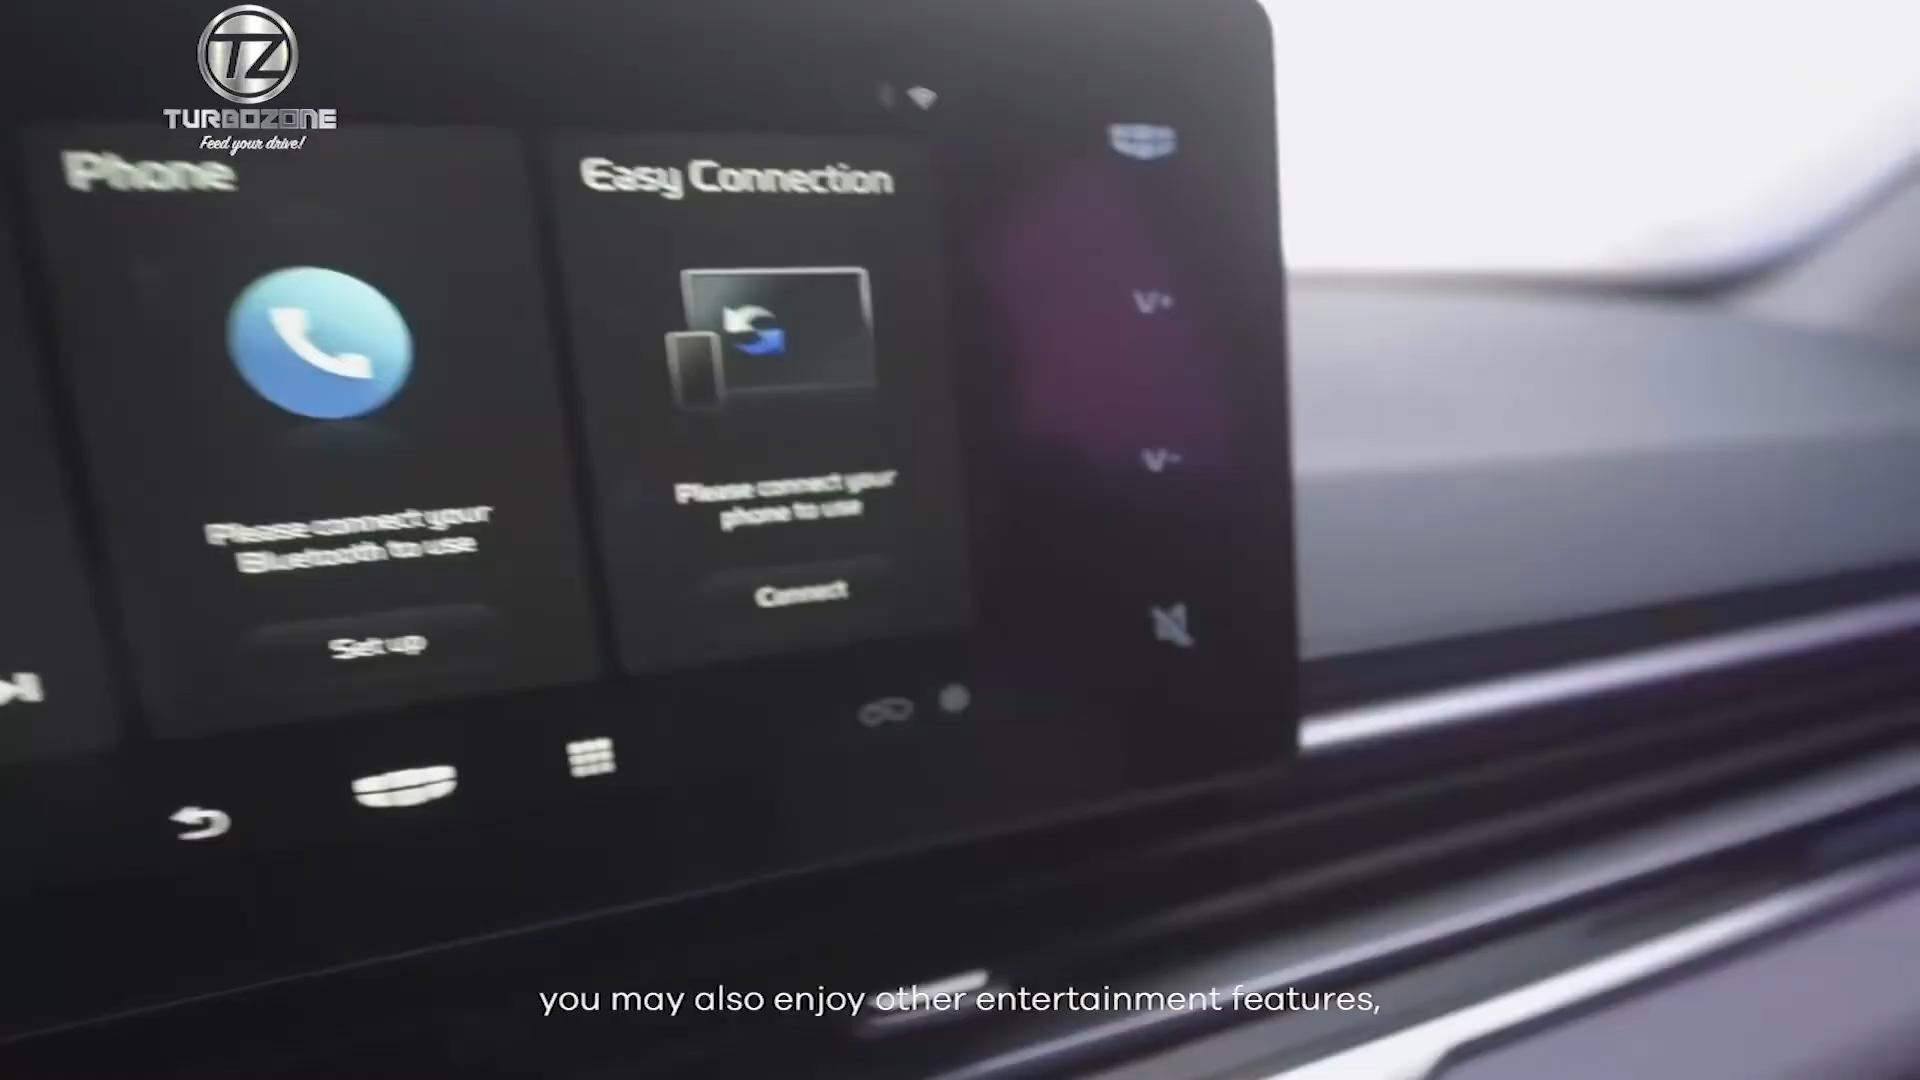 TZ
TURBOZONE
Feed your drive!
Phone
Easy Connection
Please connect your
Bluetooth to use
Set up
Please connect your
phone to use
Connect
V+
V-
you may also enjoy other entertainment features,